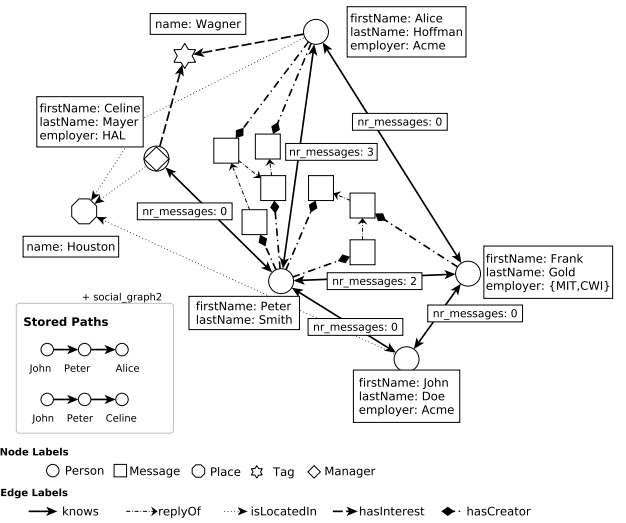 name: Wagner
firstName: Alice
lastName: Hoffman
employer: Acme
firstName: Celine
lastName: Mayer
employer: HAL
nr_messages: 0
nr_messages: 3
nr_messages: 0
name: Houston
firstName: Frank
lastName: Gold
employer: {MIT,CWI}
nr_messages: 2
firstName: Peter
lastName: Smith
nr_messages: 0
nr_messages: 0
firstName: John
lastName: Doe
employer: Acme
+ social_graph2
Stored Paths
John Peter Alice
John Peter Celine
Node Labels
Person Message Place Tag Manager
Edge Labels
knows replyOf isLocatedIn hasInterest hasCreator